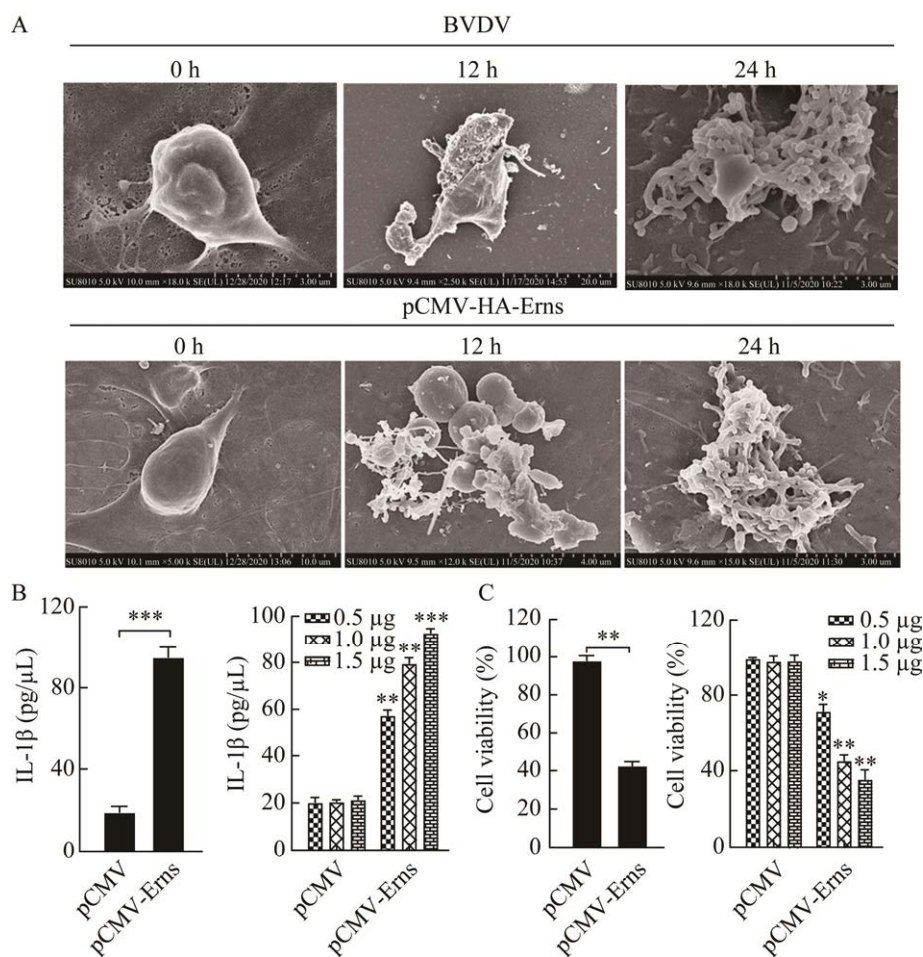 A
BVDV
0 h 12 h 24 h
SU8010 5.0 kV 10.0 mm ×18.0 k SE(UL) 12/28/2020 12:17 3.00 µm
SU8010 5.0 kV 9.4 mm ×2.50 k SE(UL) 11/17/2020 14:53 20.0 µm
SU8010 5.0 kV 9.6 mm ×18.0 k SE(UL) 11/5/2020 10:22 3.00 µm
pCMV-HA-Erns
0 h 12 h 24 h
SU8010 5.0 kV 10.1 mm ×5.00 k SE(UL) 12/28/2020 13:06 10.0 µm
SU8010 5.0 kV 9.5 mm ×12.0 k SE(UL) 11/5/2020 10:37 4.00 µm
SU8010 5.0 kV 9.6 mm ×15.0 k SE(UL) 11/5/2020 11:30 3.00 µm
B
IL-1β (pg/µL)
120
80
40
0
***
pCMV
pCMV-Erns
IL-1β (pg/µL)
100
80
60
40
20
0
0.5 µg
1.0 µg
1.5 µg
**
**
***
pCMV
pCMV-Erns
C
Cell viability (%)
120
100
80
60
40
20
0
**
pCMV
pCMV-Erns
Cell viability (%)
120
80
40
0
0.5 µg
1.0 µg
1.5 µg
*
**
**
pCMV
pCMV-Erns